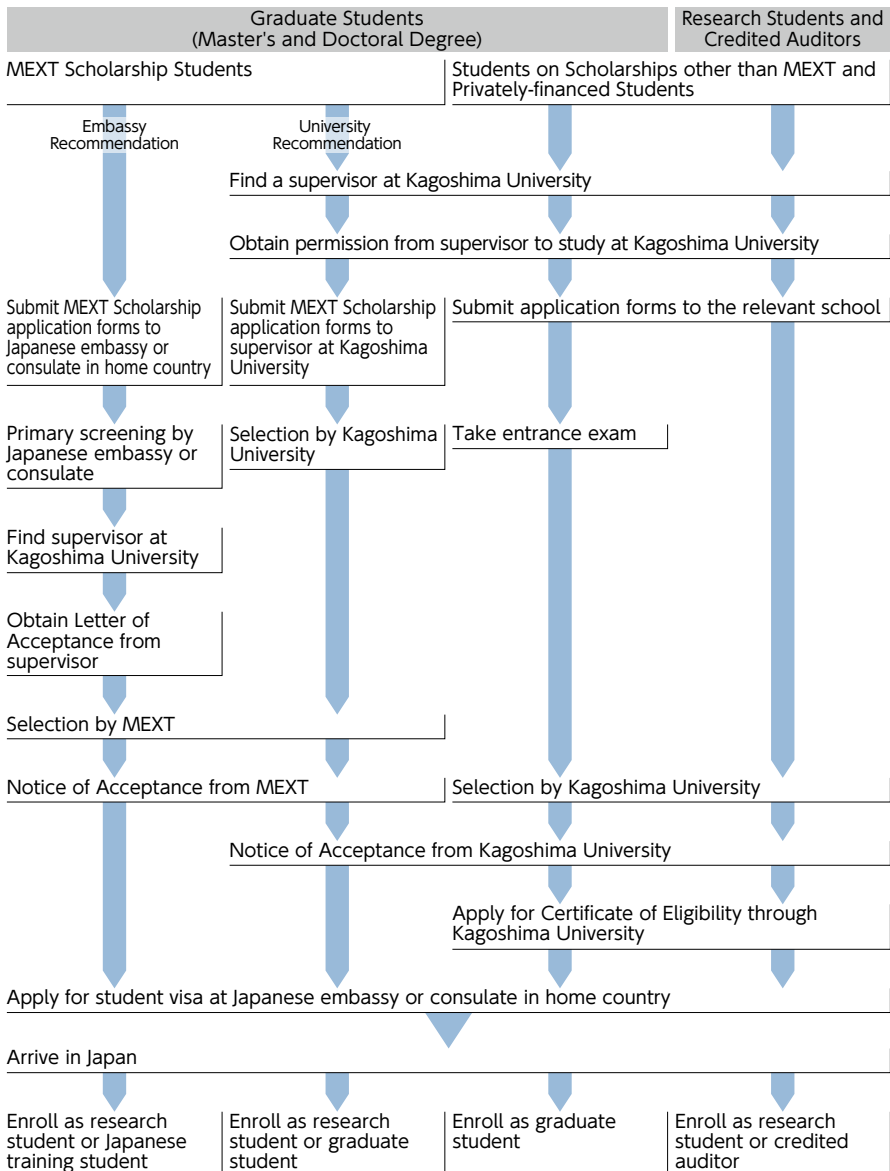 Graduate Students
(Master's and Doctoral Degree)
Research Students and
Credited Auditors
MEXT Scholarship Students
Students on Scholarships other than MEXT and
Privately-financed Students
Embassy
Recommendation
University
Recommendation
Find a supervisor at Kagoshima University
Obtain permission from supervisor to study at Kagoshima University
Submit MEXT Scholarship
application forms to
Japanese embassy or
consulate in home country
Submit MEXT Scholarship
application forms to
supervisor at Kagoshima
University
Submit application forms to the relevant school
Primary screening by
Japanese embassy or
consulate
Selection by Kagoshima
University
Take entrance exam
Find supervisor at
Kagoshima University
Obtain Letter of
Acceptance from
supervisor
Selection by MEXT
Notice of Acceptance from MEXT
Selection by Kagoshima University
Notice of Acceptance from Kagoshima University
Apply for Certificate of Eligibility through
Kagoshima University
Apply for student visa at Japanese embassy or consulate in home country
Arrive in Japan
Enroll as research
student or Japanese
training student
Enroll as research
student or graduate
student
Enroll as graduate
student
Enroll as research
student or credited
auditor